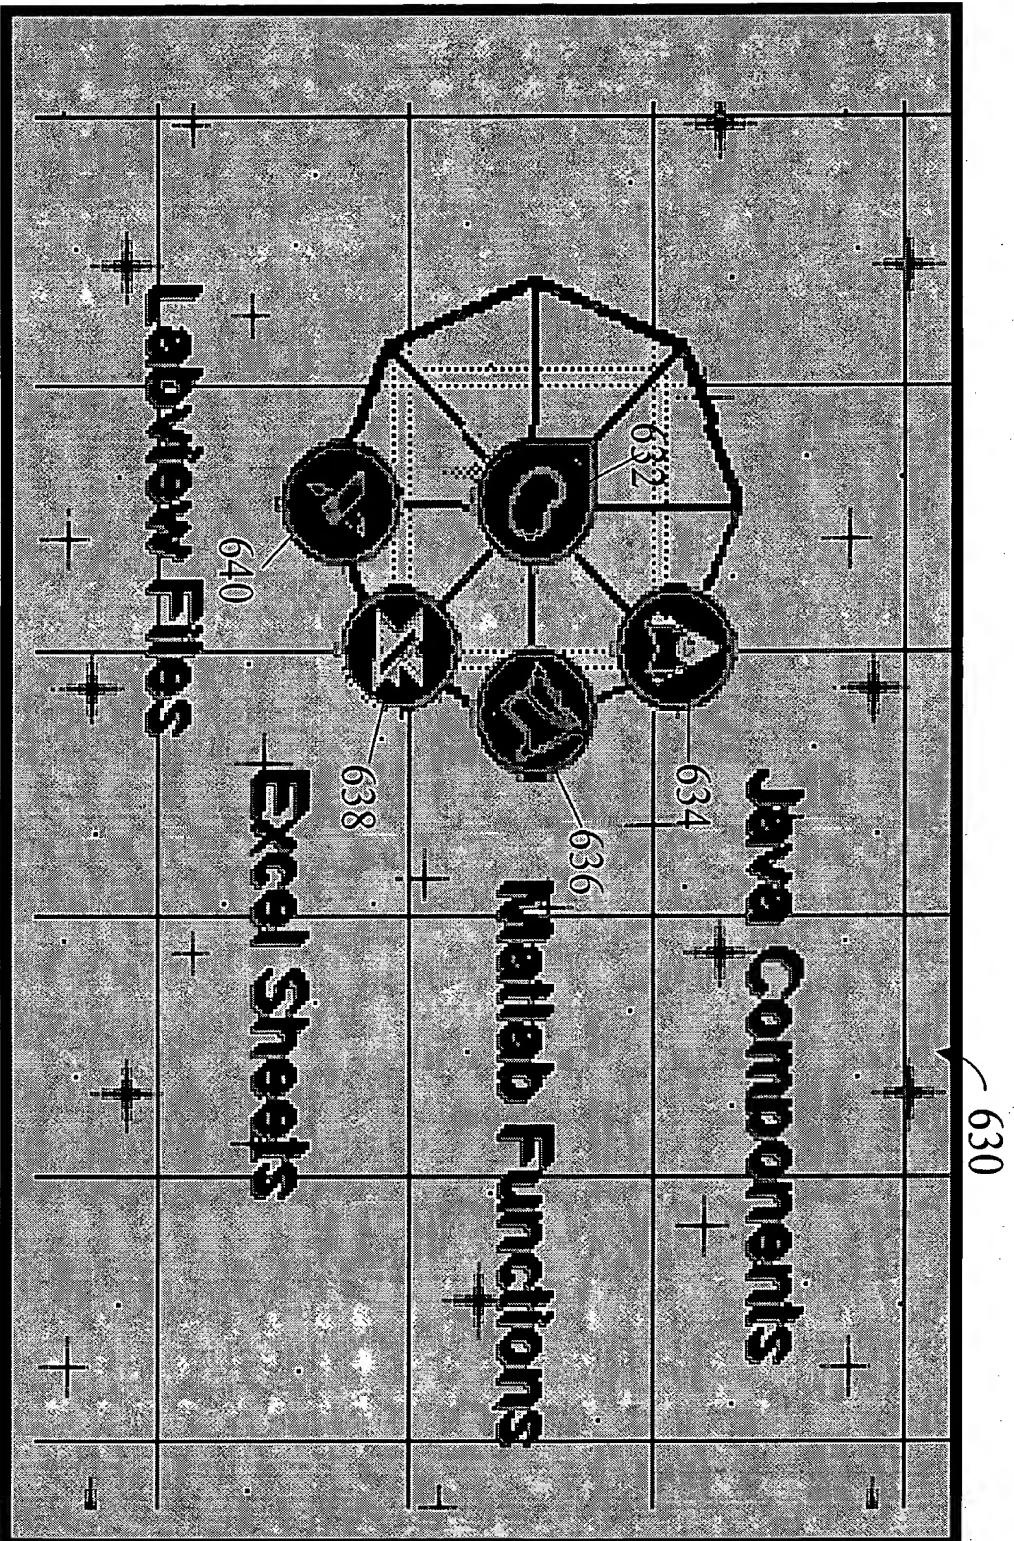 630
Java Components
634
632
636
Matlab Functions
638
Excel Sheets
640
Labview Files